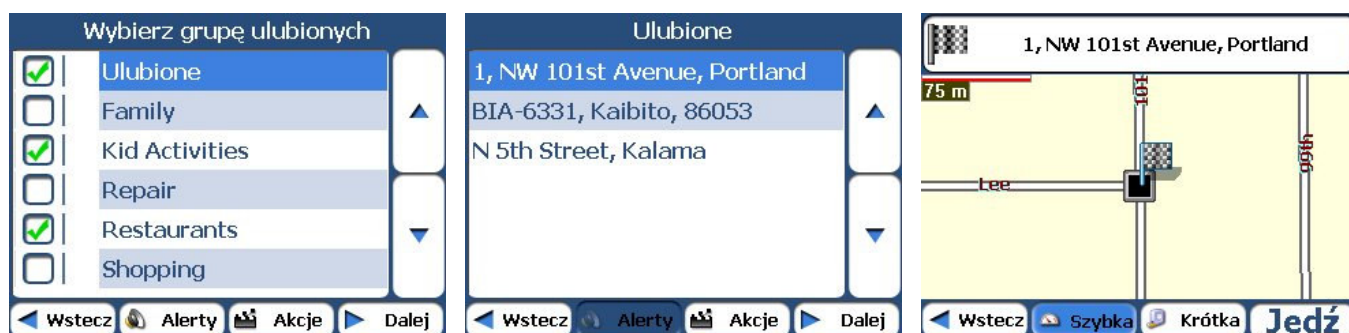 Wybierz grupę ulubionych
Ulubione
Family
Kid Activities
Repair
Restaurants
Shopping
Wstecz Alerty Akcje Dalej
Ulubione
1, NW 101st Avenue, Portland
BIA-6331, Kaibito, 86053
N 5th Street, Kalama
Wstecz Alerty Akcje Dalej
1, NW 101st Avenue, Portland
75 m
101
99th
Lee
Wstecz Szybka Krótka Jedź